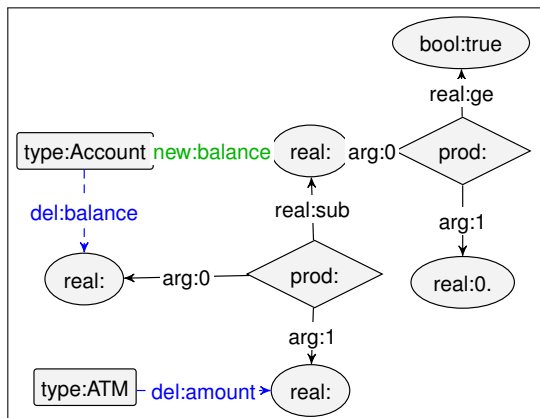 bool:true
real:ge
type:Account new:balance real: arg:0 prod:
del:balance real:sub arg:1
real: arg:0 prod: real:0.
arg:1
type:ATM del:amount real: